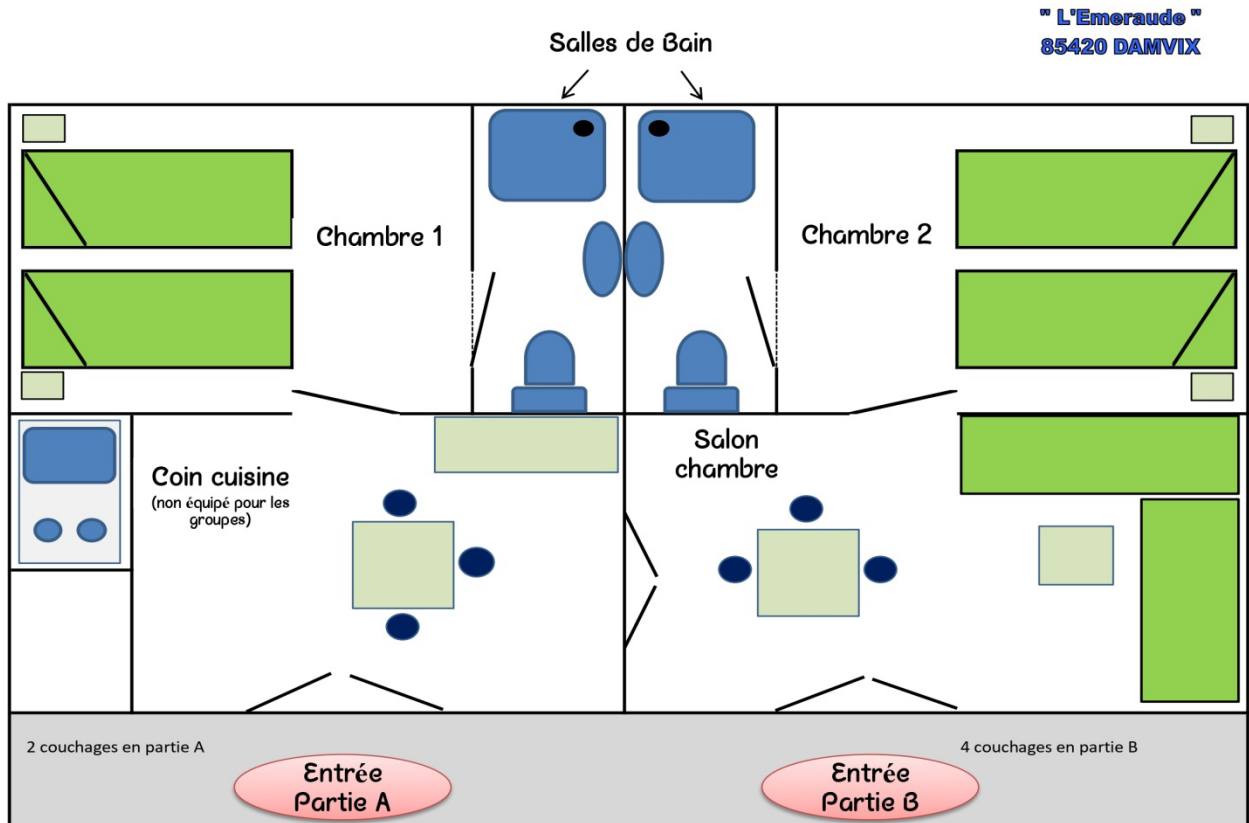 " L'Emeraude "
85420 DAMVIX
Salles de Bain
Chambre 1
Chambre 2
Coin cuisine
(non équipé pour les
groupes)
Salon
chambre
2 couchages en partie A
4 couchages en partie B
Entrée
Partie A
Entrée
Partie B